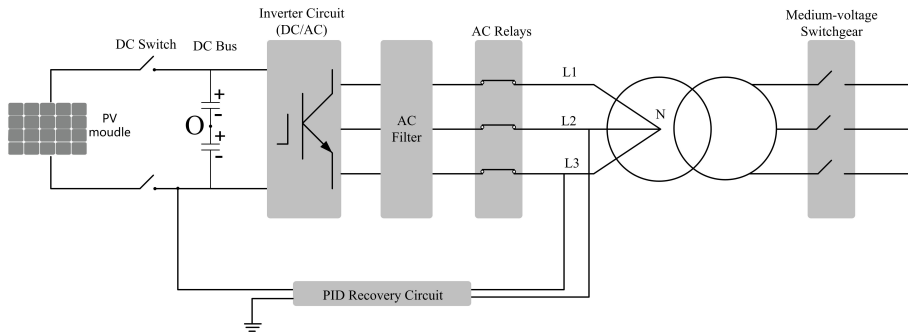 Inverter Circuit
(DC/AC)
Medium-voltage
Switchgear
DC Switch
DC Bus
AC Relays
L1
+
-
PV
moudle
O
+
-
AC
Filter
L2
N
L3
PID Recovery Circuit